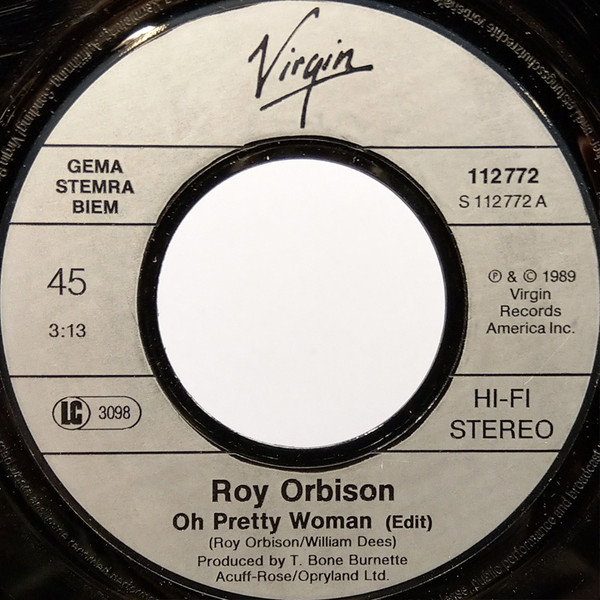 Virgin
GEMA
STEMRA
BIEM
112772
S 112772 A
45
3:13
℗ & © 1989
Virgin
Records
America Inc.
LC 3098
HI-FI
STEREO
Roy Orbison
Oh Pretty Woman (Edit)
(Roy Orbison/William Dees)
Produced by T. Bone Burnette
Acuff-Rose/Opryland Ltd.